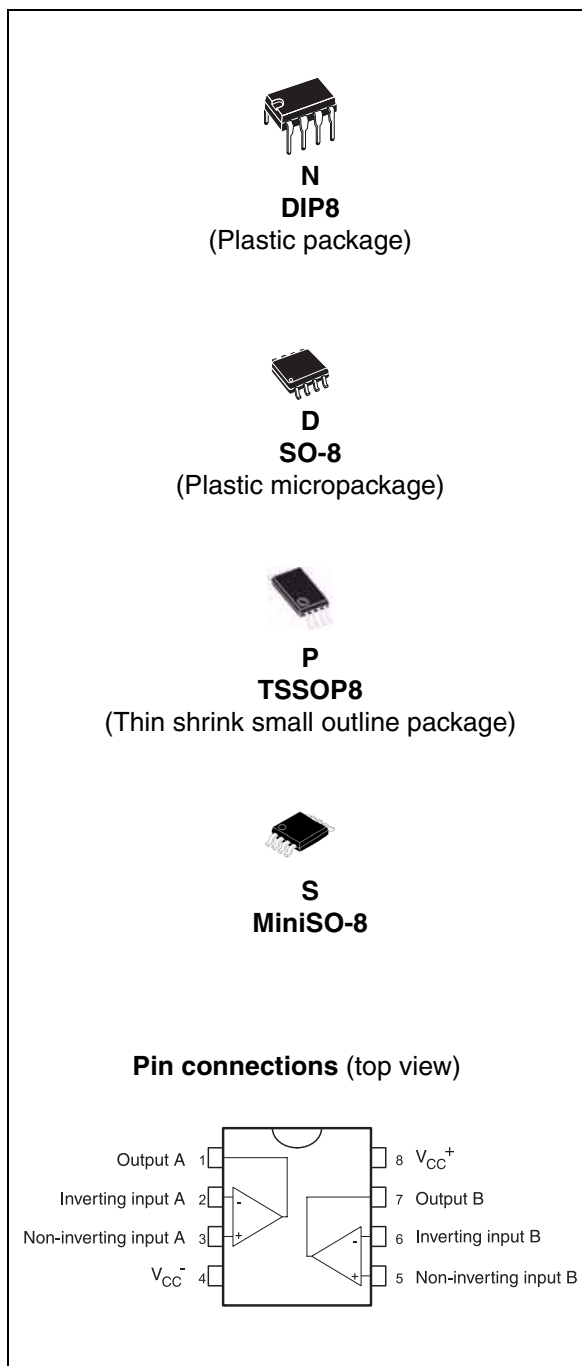 N
DIP8
(Plastic package)
D
SO-8
(Plastic micropackage)
P
TSSOP8
(Thin shrink small outline package)
S
MiniSO-8
Pin connections (top view)
Output A 1
Inverting input A 2 -
Non-inverting input A 3 +
VCC- 4
8 VCC+
7 Output B
- 6 Inverting input B
+ 5 Non-inverting input B